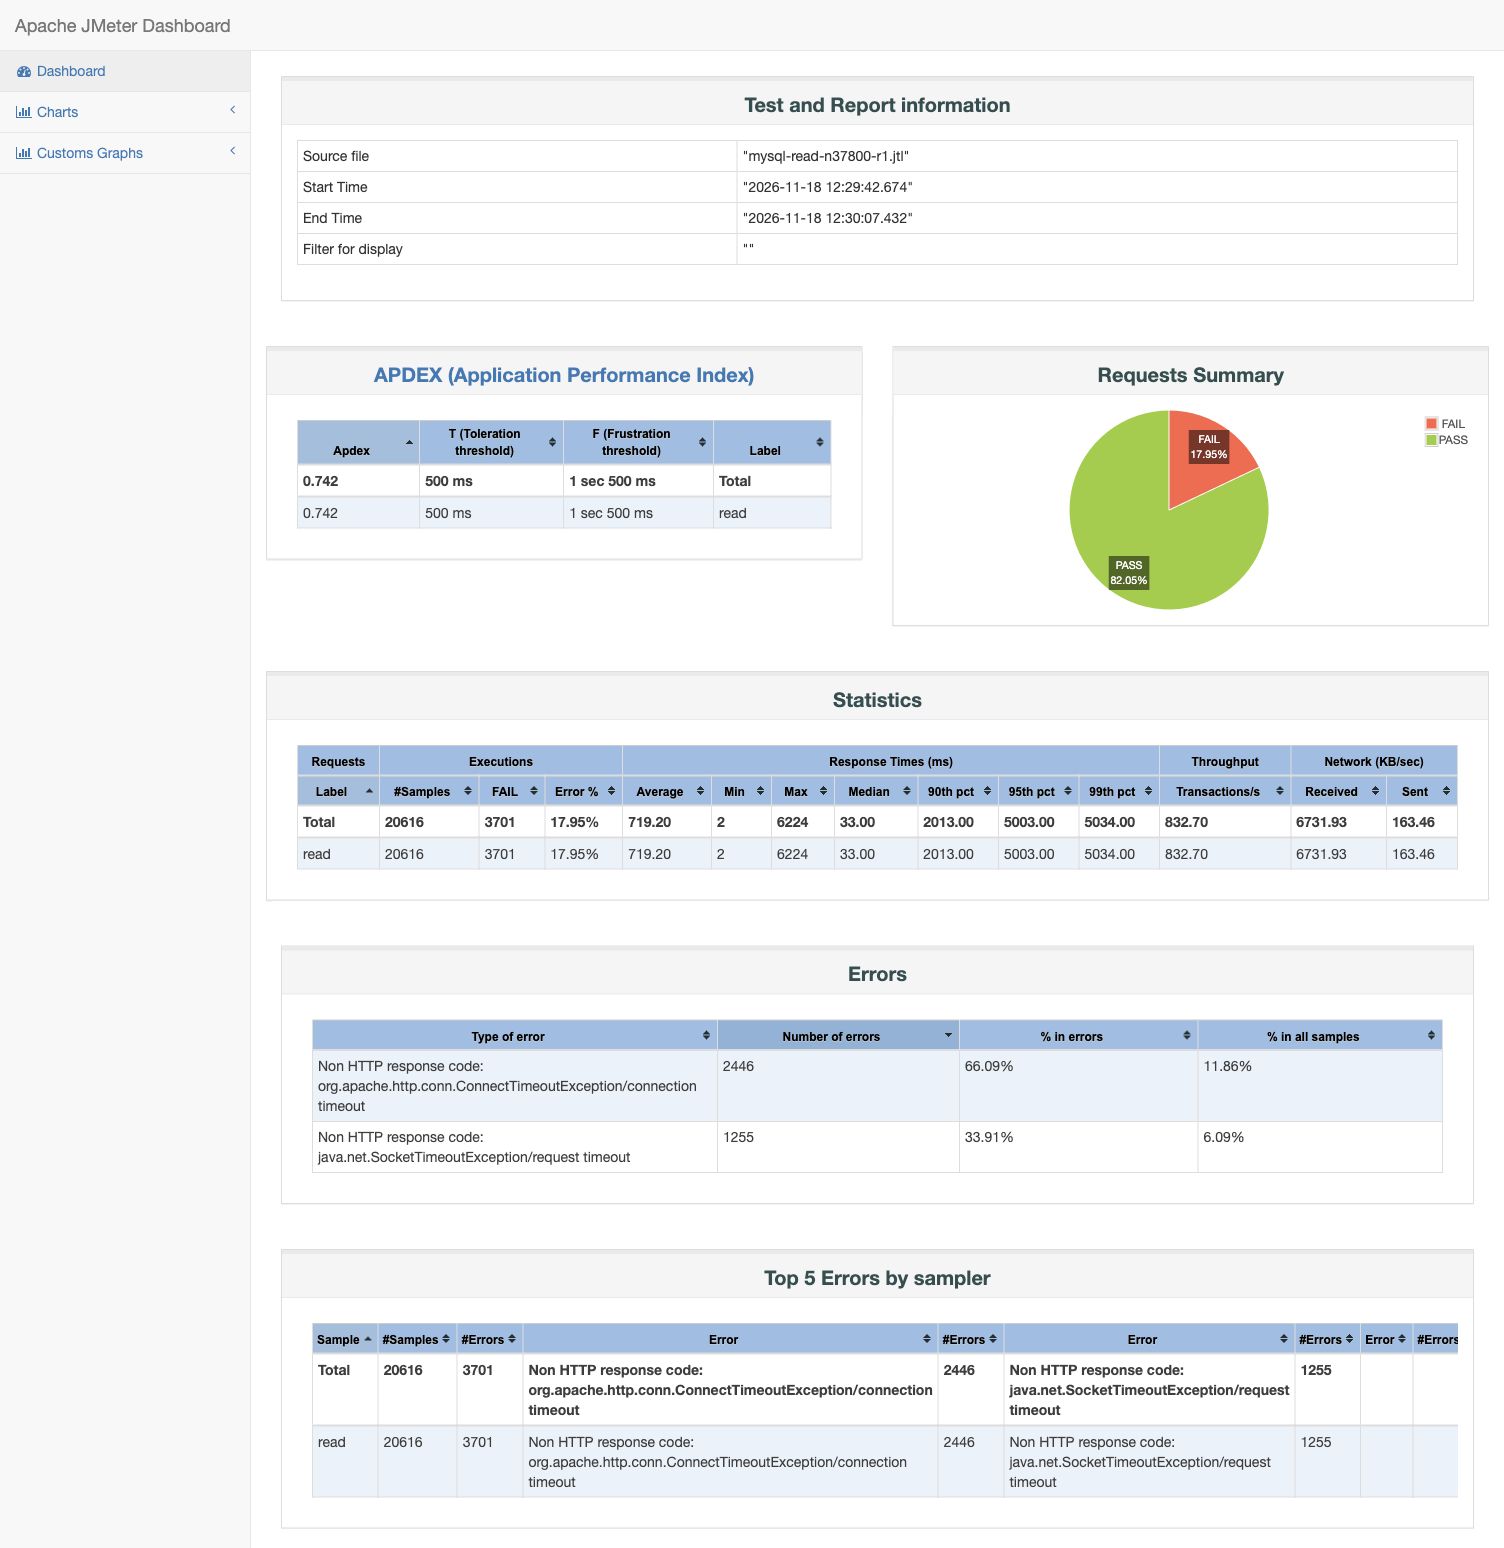 Apache JMeter Dashboard
Dashboard
Charts
Customs Graphs
Test and Report information
Source file "mysql-read-n37800-r1.jtl"
Start Time "2026-11-18 12:29:42.674"
End Time "2026-11-18 12:30:07.432"
Filter for display ""
APDEX (Application Performance Index)
Apdex T (Toleration threshold) F (Frustration threshold) Label
0.742 500 ms 1 sec 500 ms Total
0.742 500 ms 1 sec 500 ms read
Requests Summary
FAIL
17.95%
PASS
82.05%
FAIL
PASS
Statistics
Requests Executions Response Times (ms) Throughput Network (KB/sec)
Label #Samples FAIL Error % Average Min Max Median 90th pct 95th pct 99th pct Transactions/s Received Sent
Total 20616 3701 17.95% 719.20 2 6224 33.00 2013.00 5003.00 5034.00 832.70 6731.93 163.46
read 20616 3701 17.95% 719.20 2 6224 33.00 2013.00 5003.00 5034.00 832.70 6731.93 163.46
Errors
Type of error Number of errors % in errors % in all samples
Non HTTP response code: 2446 66.09% 11.86%
org.apache.http.conn.ConnectTimeoutException/connection
timeout
Non HTTP response code: 1255 33.91% 6.09%
java.net.SocketTimeoutException/request timeout
Top 5 Errors by sampler
Sample #Samples #Errors Error #Errors Error #Errors Error #Errors
Total 20616 3701 Non HTTP response code: 2446 Non HTTP response code: 1255
org.apache.http.conn.ConnectTimeoutException/connection java.net.SocketTimeoutException/request
timeout timeout
read 20616 3701 Non HTTP response code: 2446 Non HTTP response code: 1255
org.apache.http.conn.ConnectTimeoutException/connection java.net.SocketTimeoutException/request
timeout timeout